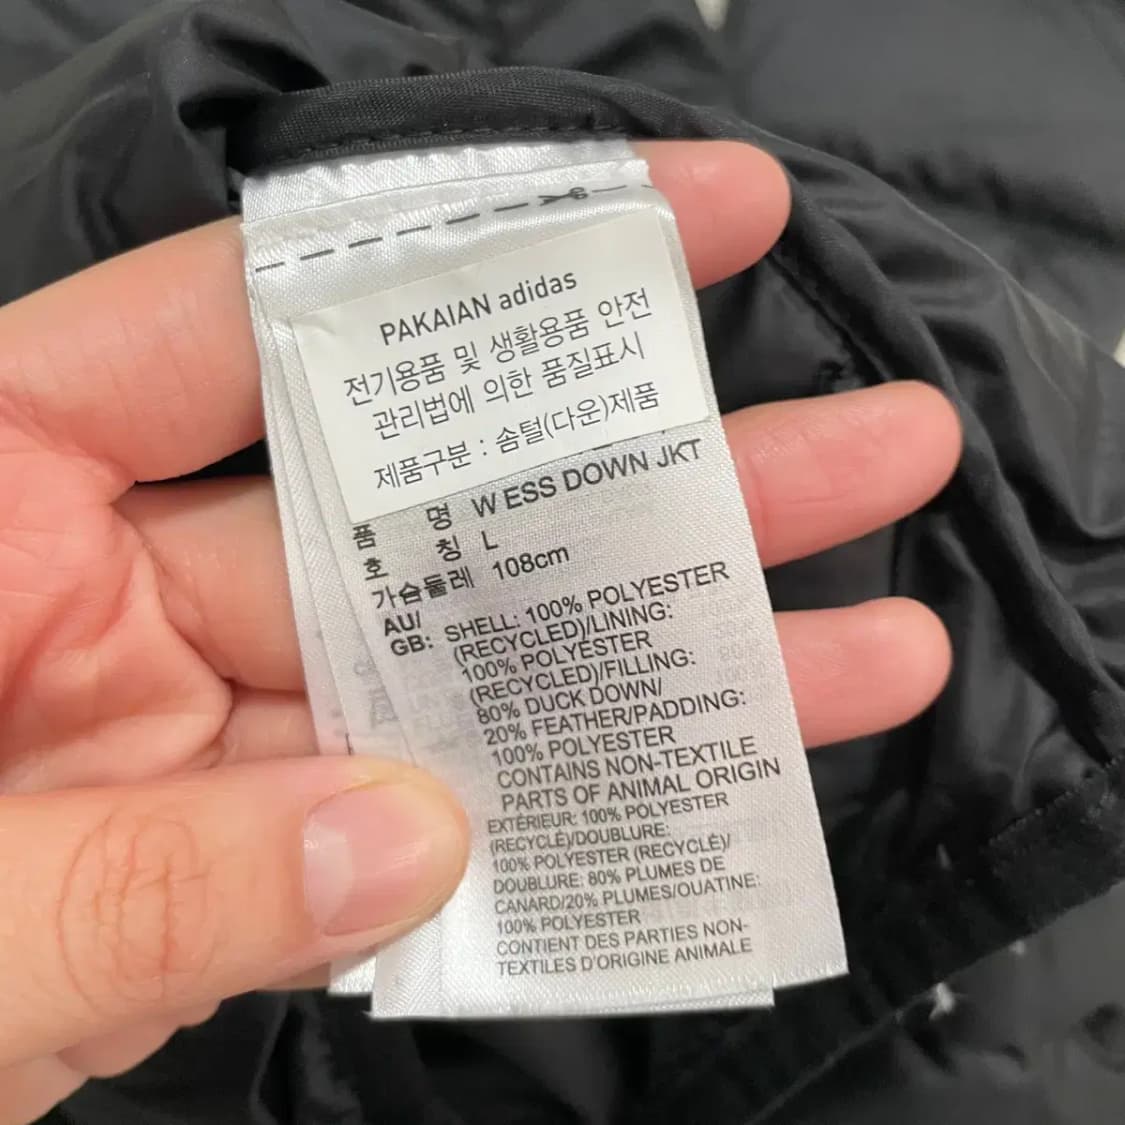 PAKAIAN adidas
전기용품 및 생활용품 안전
관리법에 의한 품질표시
제품구분 : 솜털(다운)제품
품 명 W ESS DOWN JKT
호 칭 L
가슴둘레 108cm
AU/
GB: SHELL: 100% POLYESTER
(RECYCLED)/LINING:
100% POLYESTER
(RECYCLED)/FILLING:
80% DUCK DOWN/
20% FEATHER/PADDING:
100% POLYESTER
CONTAINS NON-TEXTILE
PARTS OF ANIMAL ORIGIN
EXTÉRIEUR: 100% POLYESTER
(RECYCLÉ)/DOUBLURE:
100% POLYESTER (RECYCLÉ)/
DOUBLURE: 80% PLUMES DE
CANARD/20% PLUMES/OUATINE:
100% POLYESTER
CONTIENT DES PARTIES NON-
TEXTILES D'ORIGINE ANIMALE